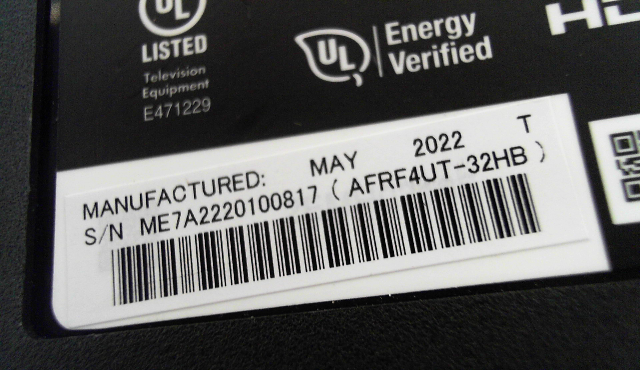 UL
LISTED
Television
Equipment
E471229
UL Energy
Verified
MANUFACTURED: MAY 2022 T
S/N ME7A2220100817 ( AFRF4UT-32HB )